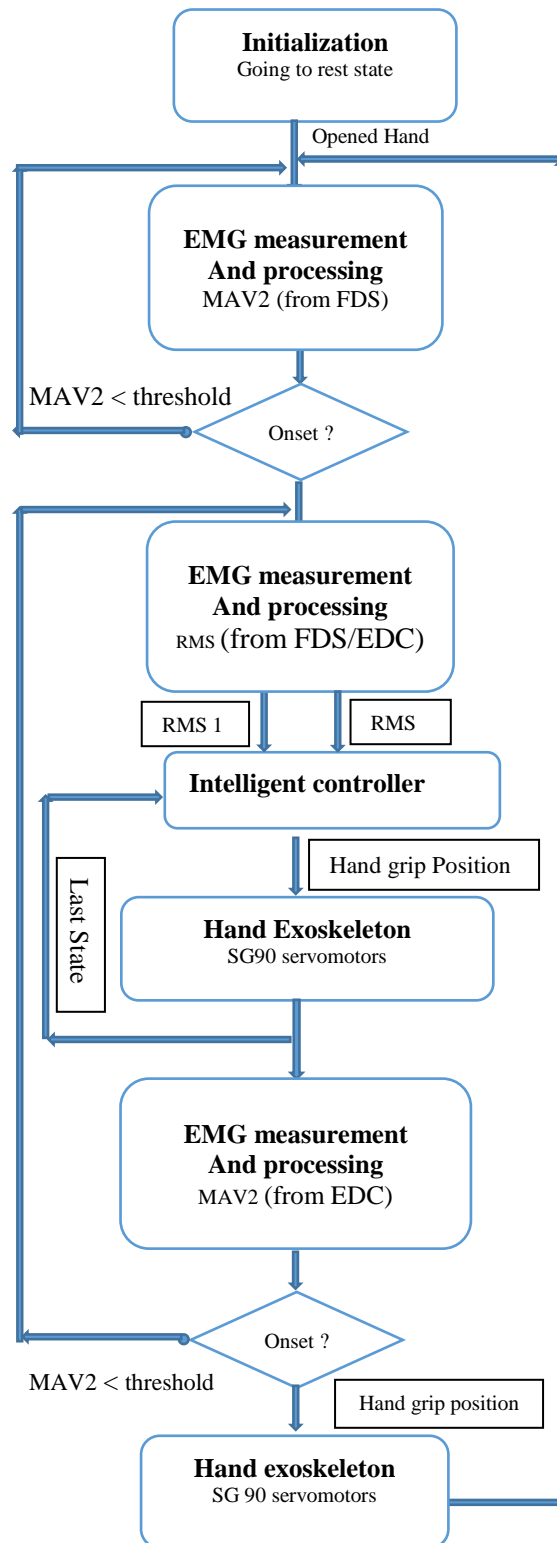 Initialization
Going to rest state
Opened Hand
EMG measurement
And processing
MAV2 (from FDS)
MAV2 < threshold
Onset ?
EMG measurement
And processing
RMS (from FDS/EDC)
RMS 1
RMS
Intelligent controller
Hand grip Position
Last State
Hand Exoskeleton
SG90 servomotors
EMG measurement
And processing
MAV2 (from EDC)
Onset ?
MAV2 < threshold
Hand grip position
Hand exoskeleton
SG 90 servomotors